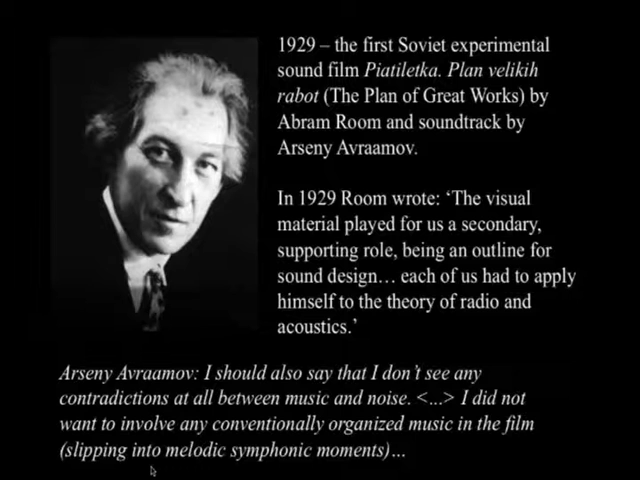 1929 – the first Soviet experimental
sound film Piatiletka. Plan velikih
rabot (The Plan of Great Works) by
Abram Room and soundtrack by
Arseny Avraamov.
In 1929 Room wrote: ‘The visual
material played for us a secondary,
supporting role, being an outline for
sound design… each of us had to apply
himself to the theory of radio and
acoustics.’
Arseny Avraamov: I should also say that I don’t see any
contradictions at all between music and noise. <...> I did not
want to involve any conventionally organized music in the film
(slipping into melodic symphonic moments)…